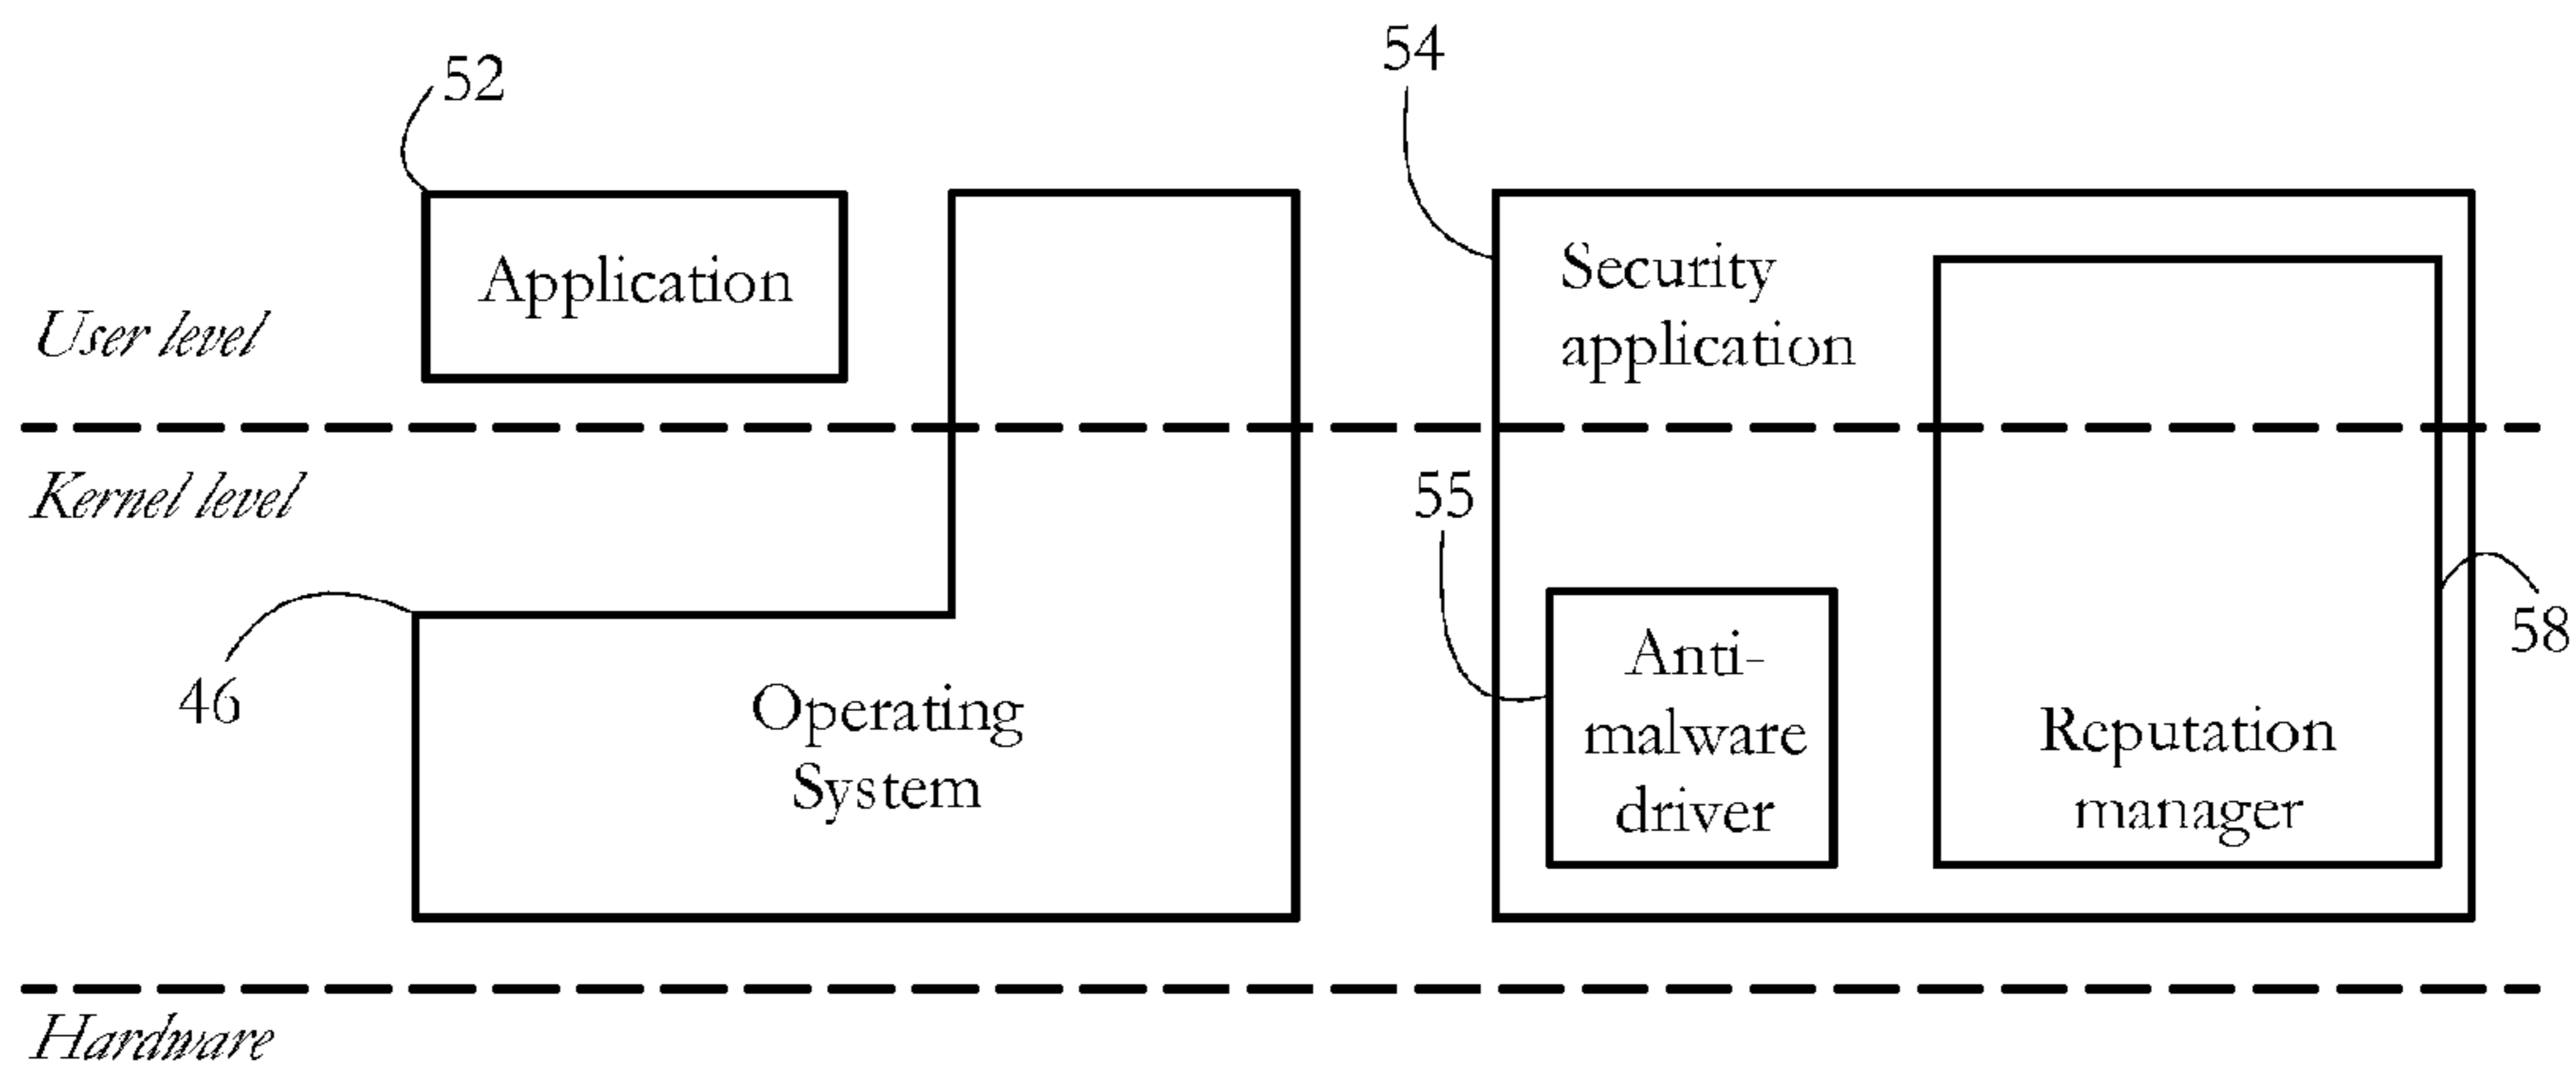 52
54
Application
Security
application
User level
Kernel level
55
46
Operating
System
Anti-
malware
driver
58
Reputation
manager
Hardware